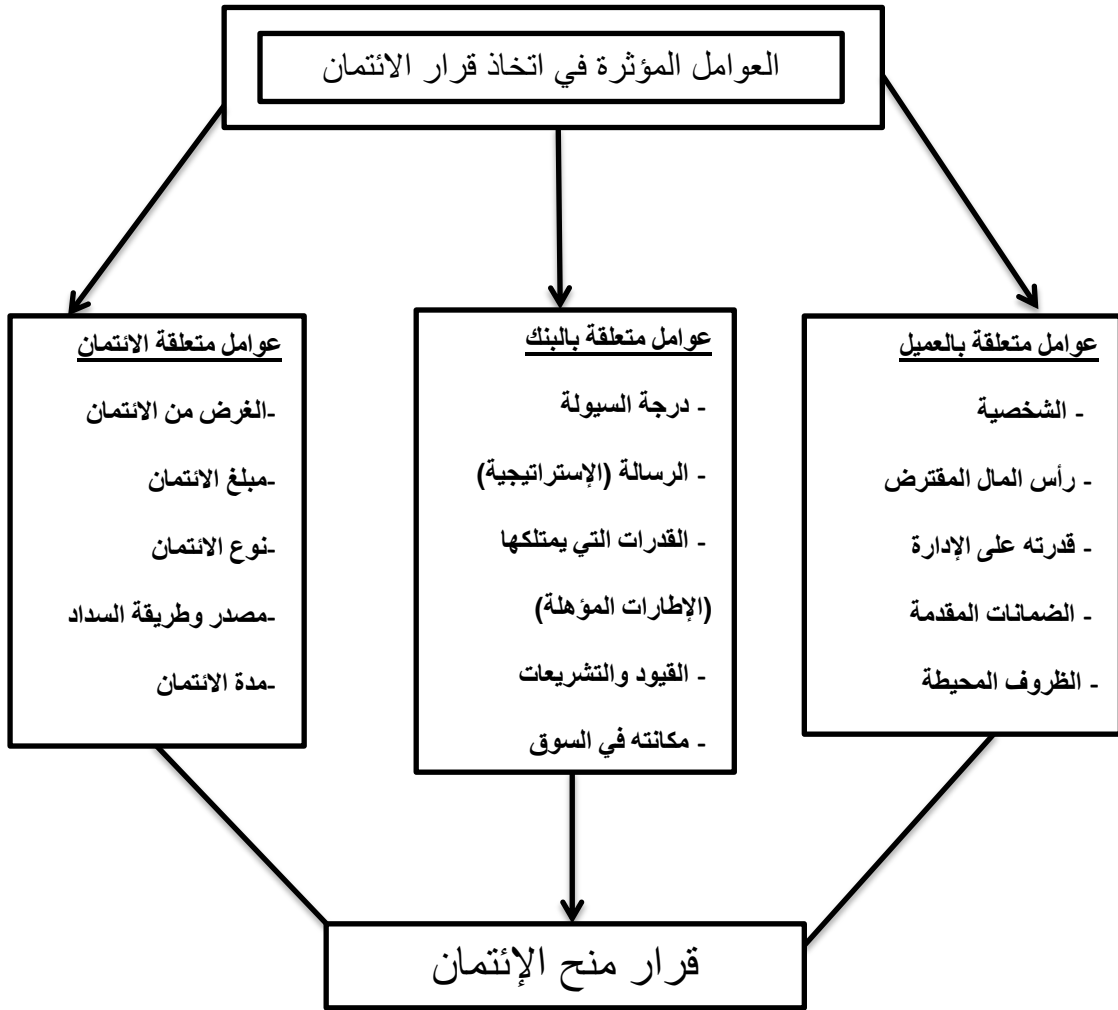 العوامل المؤثرة في اتخاذ قرار الائتمان
عوامل متعلقة بالعميل
- الشخصية
- رأس المال المقترض
- قدرته على الإدارة
- الضمانات المقدمة
- الظروف المحيطة
عوامل متعلقة بالبنك
- درجة السيولة
- الرسالة (الإستراتيجية)
- القدرات التي يمتلكها
(الإطارات المؤهلة)
- القيود والتشريعات
- مكانته في السوق
عوامل متعلقة الائتمان
-الغرض من الائتمان
-مبلغ الائتمان
-نوع الائتمان
-مصدر وطريقة السداد
-مدة الائتمان
قرار منح الإئتمان